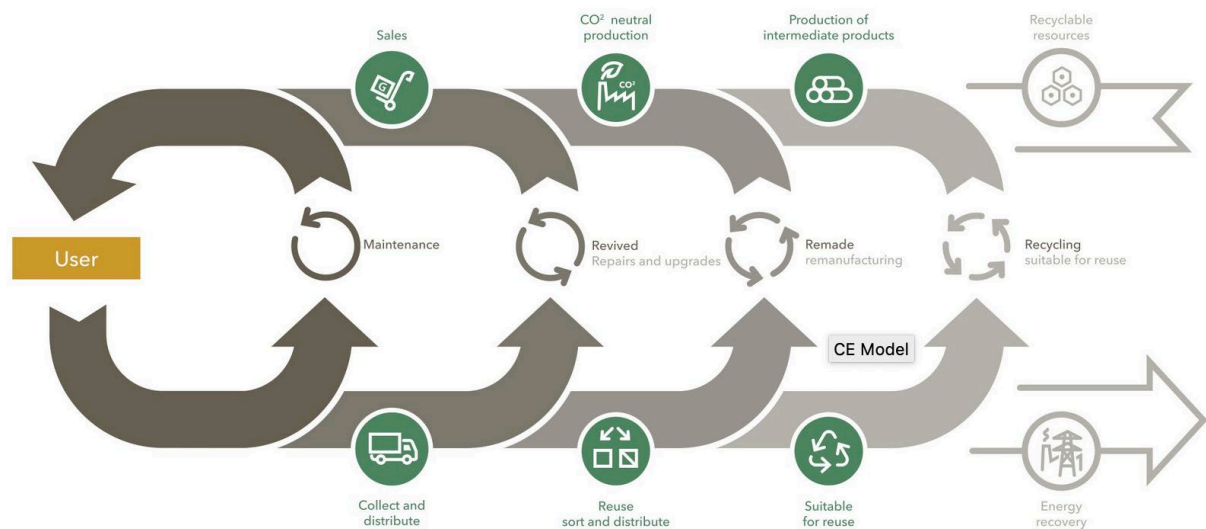 Sales
CO² neutral
production
Production of
intermediate products
Recyclable
resources
G
CO²
User
Maintenance
Revived
Repairs and upgrades
Remade
remanufacturing
Recycling
suitable for reuse
CE Model
Collect and
distribute
Reuse
sort and distribute
Suitable
for reuse
Energy
recovery